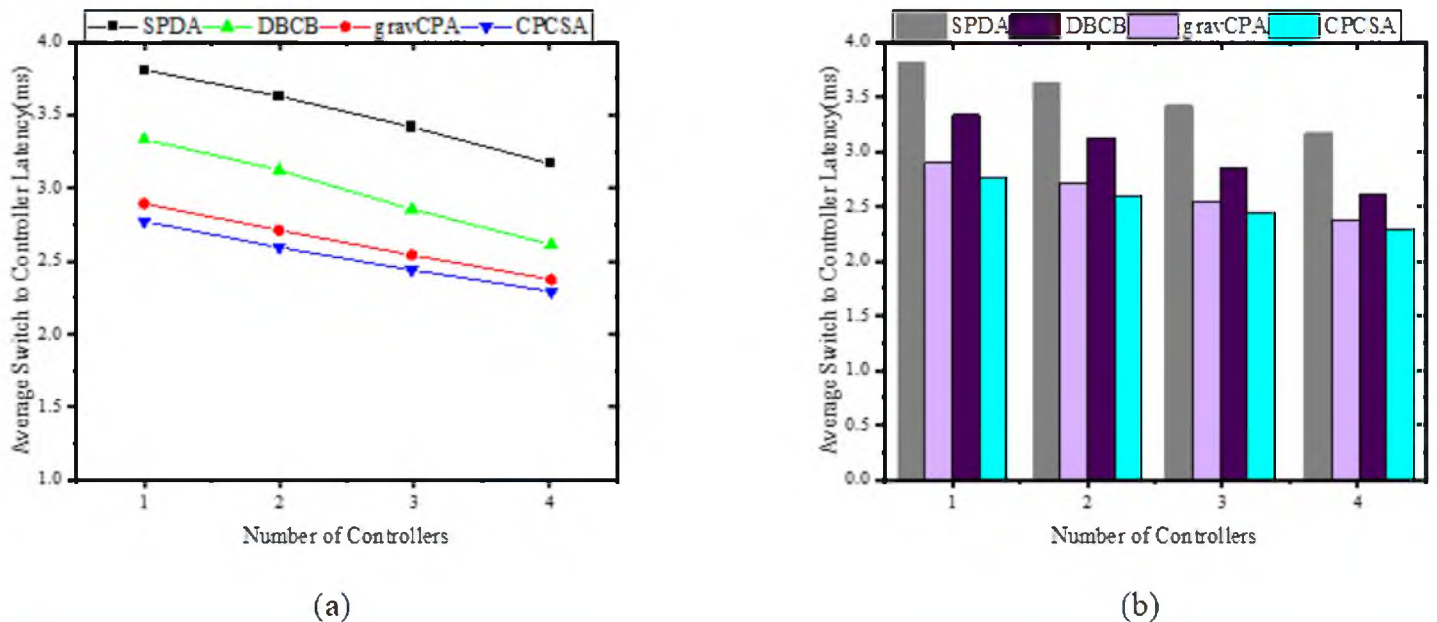 SPDA DBCB gravCPA CPCSA
4.0
3.5
3.0
2.5
2.0
1.5
1.0
Average Switch to Controller Latency(ms)
1 2 3 4
Number of Controllers
(a)
SPDA DBCB gravCPA CPCSA
4.0
3.5
3.0
2.5
2.0
1.5
1.0
0.5
0.0
Average Switch to Controller Latency(ms)
1 2 3 4
Number of Controllers
(b)